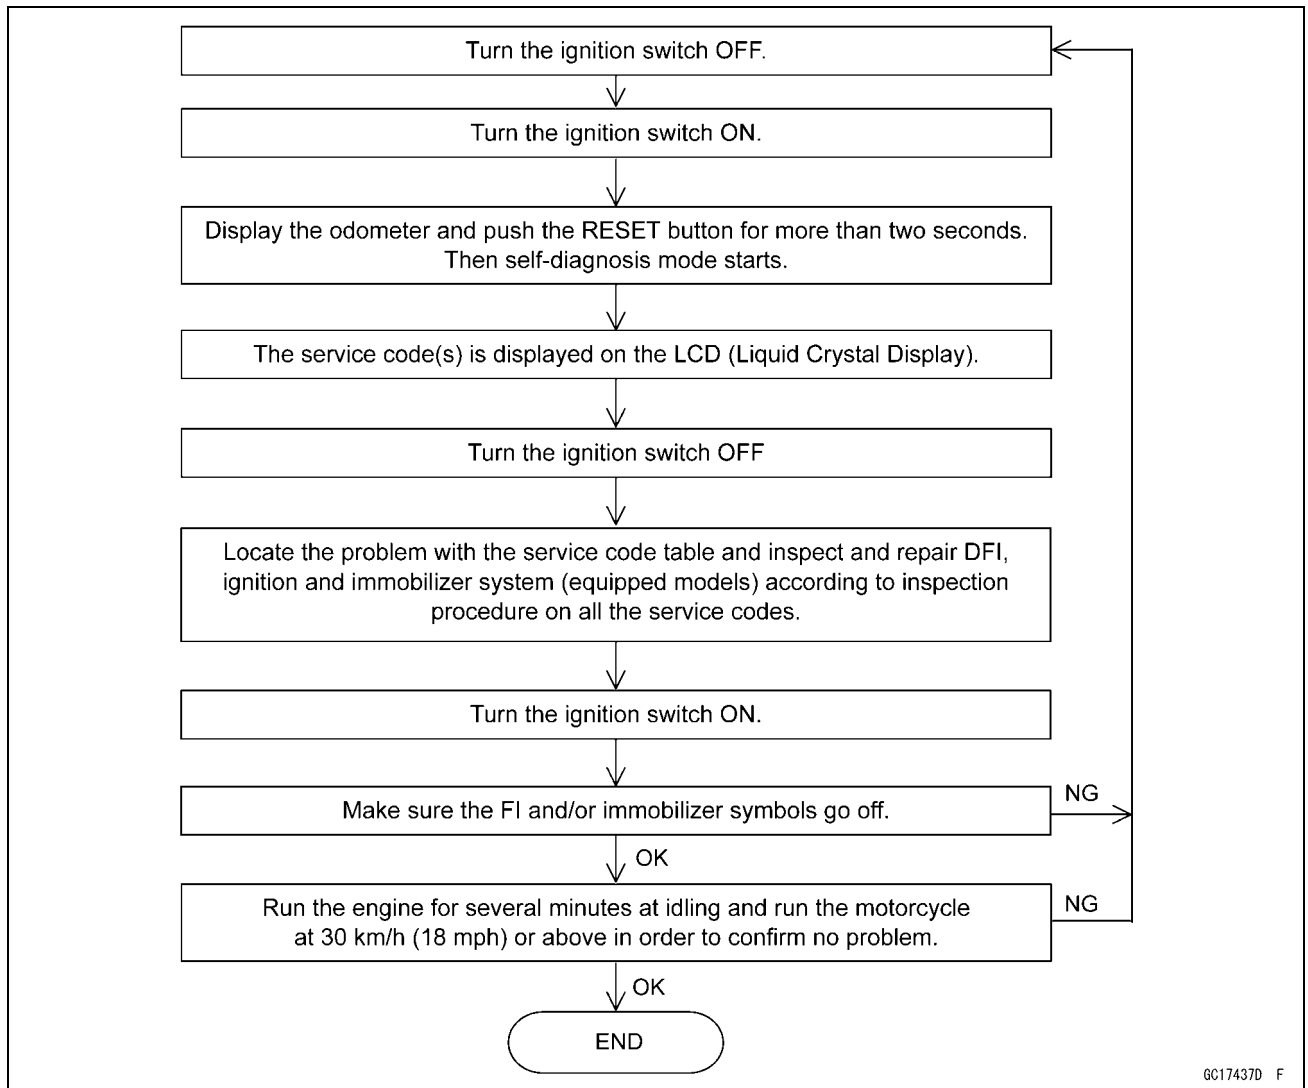 Turn the ignition switch OFF.
Turn the ignition switch ON.
Display the odometer and push the RESET button for more than two seconds.
Then self-diagnosis mode starts.
The service code(s) is displayed on the LCD (Liquid Crystal Display).
Turn the ignition switch OFF
Locate the problem with the service code table and inspect and repair DFI,
ignition and immobilizer system (equipped models) according to inspection
procedure on all the service codes.
Turn the ignition switch ON.
Make sure the FI and/or immobilizer symbols go off.
NG
OK
Run the engine for several minutes at idling and run the motorcycle
at 30 km/h (18 mph) or above in order to confirm no problem.
NG
OK
END
GC17437D F